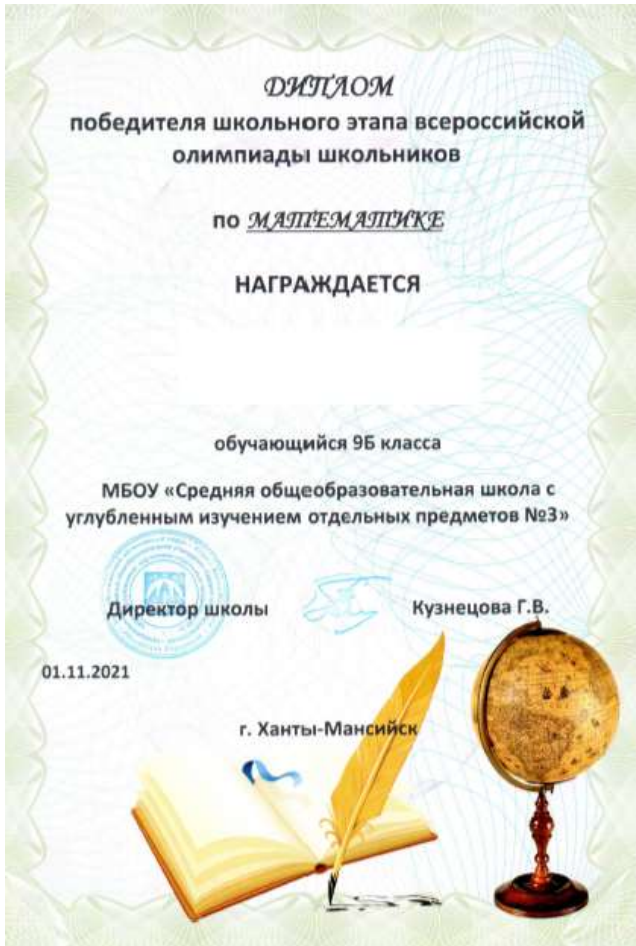 ДИПЛОМ
победителя школьного этапа всероссийской
олимпиады школьников
по МАТЕМАТИКЕ
НАГРАЖДАЕТСЯ
обучающийся 9Б класса
МБОУ «Средняя общеобразовательная школа с
углубленным изучением отдельных предметов №3»
Директор школы Кузнецова Г.В.
01.11.2021
г. Ханты-Мансийск